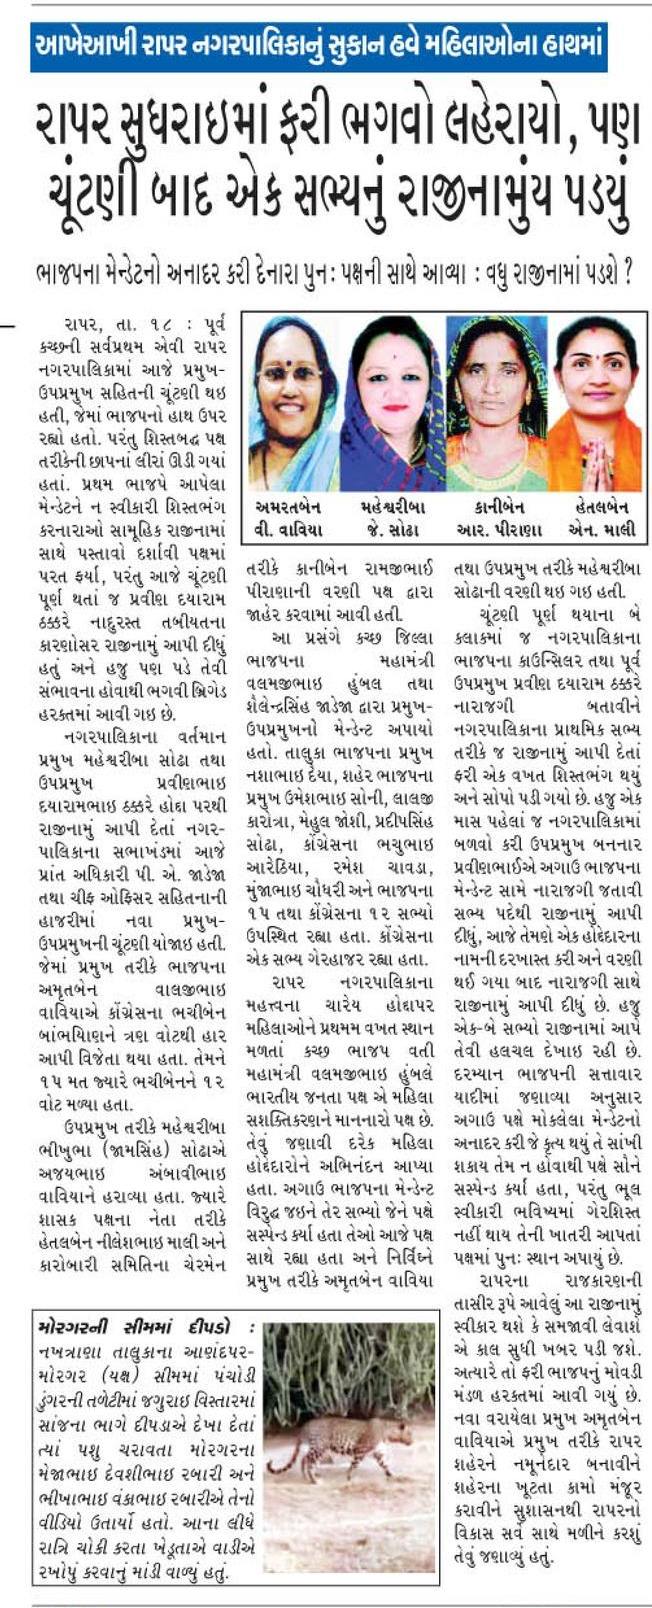 આખેઆખી રાપર નગરપાલિકાનું સુકાન હવે મહિલાઓના હાથમાં
રાપર સુધરાઇમાં ફરી ભગવો લહેરાયો, પણ
ચૂંટણી બાદ એક સભ્યનું રાજીનામુંય પડયું
ભાજપના મેન્ડેટનો અનાદર કરી દેનારા પુનઃ પક્ષની સાથે આવ્યા : વધુ રાજીનામાં પડશે ?
રાપર, તા. ૧૮ : પૂર્વ
કચ્છની સર્વપ્રથમ એવી રાપર
નગરપાલિકામાં આજે પ્રમુખ-
ઉપપ્રમુખ સહિતની ચૂંટણી થઇ
હતી, જેમાં ભાજપનો હાથ ઉપર
રહ્યો હતો. પરંતુ શિસ્તબદ્ધ પક્ષ
તરીકેની છાપનાં લીરાં ઊડી ગયાં
હતાં. પ્રથમ ભાજપે આપેલા
મેન્ડેટને ન સ્વીકારી શિસ્તભંગ
કરનારાઓ સામૂહિક રાજીનામાં
સાથે પસ્તાવો દર્શાવી પક્ષમાં
પરત ફર્યા, પરંતુ આજે ચૂંટણી
પૂર્ણ થતાં જ પ્રવીણ દયારામ
ઠક્કરે નાદુરસ્ત તબીયતના
કારણોસર રાજીનામું આપી દીધું
હતું અને હજુ પણ પડે તેવી
સંભાવના હોવાથી ભગવી બ્રિગેડ
હરક્તમાં આવી ગઇ છે.
નગરપાલિકાના વર્તમાન
પ્રમુખ મહેશ્વરીબા સોઢા તથા
ઉપપ્રમુખ પ્રવીણભાઇ
દયારામભાઇ ઠક્કરે હોદ્દા પરથી
રાજીનામું આપી દેતાં નગર-
પાલિકાના સભાખંડમાં આજે
પ્રાંત અધિકારી પી. એ. જાડેજા
તથા ચીફ ઓફિસર સહિતનાની
હાજરીમાં નવા પ્રમુખ-
ઉપપ્રમુખની ચૂંટણી યોજાઇ હતી.
જેમાં પ્રમુખ તરીકે ભાજપના
અમૃતબેન વાલજીભાઇ
વાવિયાએ કોંગ્રેસના ભચીબેન
બાંભયિાણને ત્રણ વોટથી હાર
આપી વિજેતા થયા હતા. તેમને
૧૫ મત જ્યારે ભચીબેનને ૧૨
વોટ મળ્યા હતા.
ઉપપ્રમુખ તરીકે મહેશ્વરીબા
ભીખુભા (જામસિંહ) સોઢાએ
અજયભાઇ અંબાવીભાઇ
વાવિયાને હરાવ્યા હતા. જ્યારે
શાસક પક્ષના નેતા તરીકે
હેતલબેન નીલેશભાઇ માલી અને
કારોબારી સમિતિના ચેરમેન
અમરતબેન
વી. વાવિયા
મહેશ્વરીબા
જે. સોઢા
કાનીબેન
આર. પીરાણા
હેતલબેન
એન. માલી
તરીકે કાનીબેન રામજીભાઈ
પીરાણાની વરણી પક્ષ દ્વારા
જાહેર કરવામાં આવી હતી.
આ પ્રસંગે કચ્છ જિલ્લા
ભાજપના મહામંત્રી
વલમજીભાઇ હુંબલ તથા
શૈલેન્દ્રસિંહ જાડેજા દ્વારા પ્રમુખ-
ઉપપ્રમુખનો મેન્ડેટ અપાયો
હતો. તાલુકા ભાજપના પ્રમુખ
નશાભાઇ દૈયા, શહેર ભાજપના
પ્રમુખ ઉમેશભાઇ સોની, લાલજી
કારોત્રા, મેહુલ જોશી, પ્રદીપસિંહ
સોઢા, કોંગ્રેસના ભચુભાઇ
આરેઠિયા, રમેશ ચાવડા,
મુંજાભાઇ ચૌધરી અને ભાજપના
૧૫ તથા કોંગ્રેસના ૧૨ સભ્યો
ઉપસ્થિત રહ્યા હતા. કોંગ્રેસના
એક સભ્ય ગેરહાજર રહ્યા હતા.
રાપર નગરપાલિકાના
મહત્ત્વના ચારેય હોદ્દાપર
મહિલાઓને પ્રથમમ વખત સ્થાન
મળતાં કચ્છ ભાજપ વતી
મહામંત્રી વલમજીભાઇ હુંબલે
ભારતીય જનતા પક્ષ એ મહિલા
સશક્તિકરણને માનનારો પક્ષ છે.
તેવું જણાવી દરેક મહિલા
હોદ્દેદારોને અભિનંદન આપ્યા
હતા. અગાઉ ભાજપના મેન્ડેટ
વિરુદ્ધ જઇને તેર સભ્યો જેને પક્ષે
સસ્પેન્ડ કર્યા હતા તેઓ આજે પક્ષ
સાથે રહ્યા હતા અને નિર્વિઘ્ને
પ્રમુખ તરીકે અમૃતબેન વાવિયા
તથા ઉપપ્રમુખ તરીકે મહેશ્વરીબા
સોઢાની વરણી થઇ ગઇ હતી.
ચૂંટણી પૂર્ણ થયાના બે
કલાકમાં જ નગરપાલિકાના
ભાજપના કાઉન્સિલર તથા પૂર્વ
ઉપપ્રમુખ પ્રવીણ દયારામ ઠક્કરે
નારાજગી બતાવીને
નગરપાલિકાના પ્રાથમિક સભ્ય
તરીકે જ રાજીનામું આપી દેતાં
ફરી એક વખત શિસ્તભંગ થયું
અને સોપો પડી ગયો છે. હજુ એક
માસ પહેલાં જ નગરપાલિકામાં
બળવો કરી ઉપપ્રમુખ બનનાર
પ્રવીણભાઈએ અગાઉ ભાજપના
મેન્ડેટ સામે નારાજગી જતાવી
સભ્ય પદેથી રાજીનામું આપી
દીધું, આજે તેમણે એક હોદ્દેદારના
નામની દરખાસ્ત કરી અને વરણી
થઈ ગયા બાદ નારાજગી સાથે
રાજીનામું આપી દીધું છે. હજુ
એક-બે સભ્યો રાજીનામાં આપે
તેવી હલચલ દેખાઇ રહી છે.
દરમ્યાન ભાજપની સત્તાવાર
યાદીમાં જણાવ્યા અનુસાર
અગાઉ પક્ષે મોકલેલા મેન્ડેટનો
અનાદર કરી જે કૃત્ય થયું તે સાંખી
શકાય તેમ ન હોવાથી પક્ષે સૌને
સસ્પેન્ડ કર્યા હતા, પરંતુ ભૂલ
સ્વીકારી ભવિષ્યમાં ગેરશિસ્ત
નહીં થાય તેની ખાતરી આપતાં
પક્ષમાં પુનઃ સ્થાન અપાયું છે.
રાપરના રાજકારણની
તાસીર રૂપે આવેલું આ રાજીનામું
સ્વીકાર થશે કે સમજાવી લેવાશે
એ કાલ સુધી ખબર પડી જશે.
અત્યારે તો ફરી ભાજપનું મોવડી
મંડળ હરક્તમાં આવી ગયું છે.
નવા વરાયેલા પ્રમુખ અમૃતબેન
વાવિયાએ પ્રમુખ તરીકે રાપર
શહેરને નમૂનેદાર બનાવીને
શહેરના ખૂટતા કામો મંજૂર
કરાવીને સુશાસનથી રાપરનો
વિકાસ સર્વે સાથે મળીને કરશું
તેવું જણાવ્યું હતું.
મોરગરની સીમમાં દીપડો :
નખત્રાણા તાલુકાના આણંદપર-
મોરગર (યક્ષ) સીમમાં પંચોડી
ડુંગરની તળેટીમાં જગુરાઇ વિસ્તારમાં
સાંજના ભાગે દીપડાએ દેખા દેતાં
ત્યાં પશુ ચરાવતા મોરગરના
મેજાભાઇ દેવશીભાઇ રબારી અને
ભીખાભાઇ વંકાભાઇ રબારીએ તેનો
વીડિયો ઉતાર્યો હતો. આના લીધે
રાત્રિ ચોકી કરતા ખેડૂતાએ વાડીએ
રખોપું કરવાનું માંડી વાળ્યું હતું.